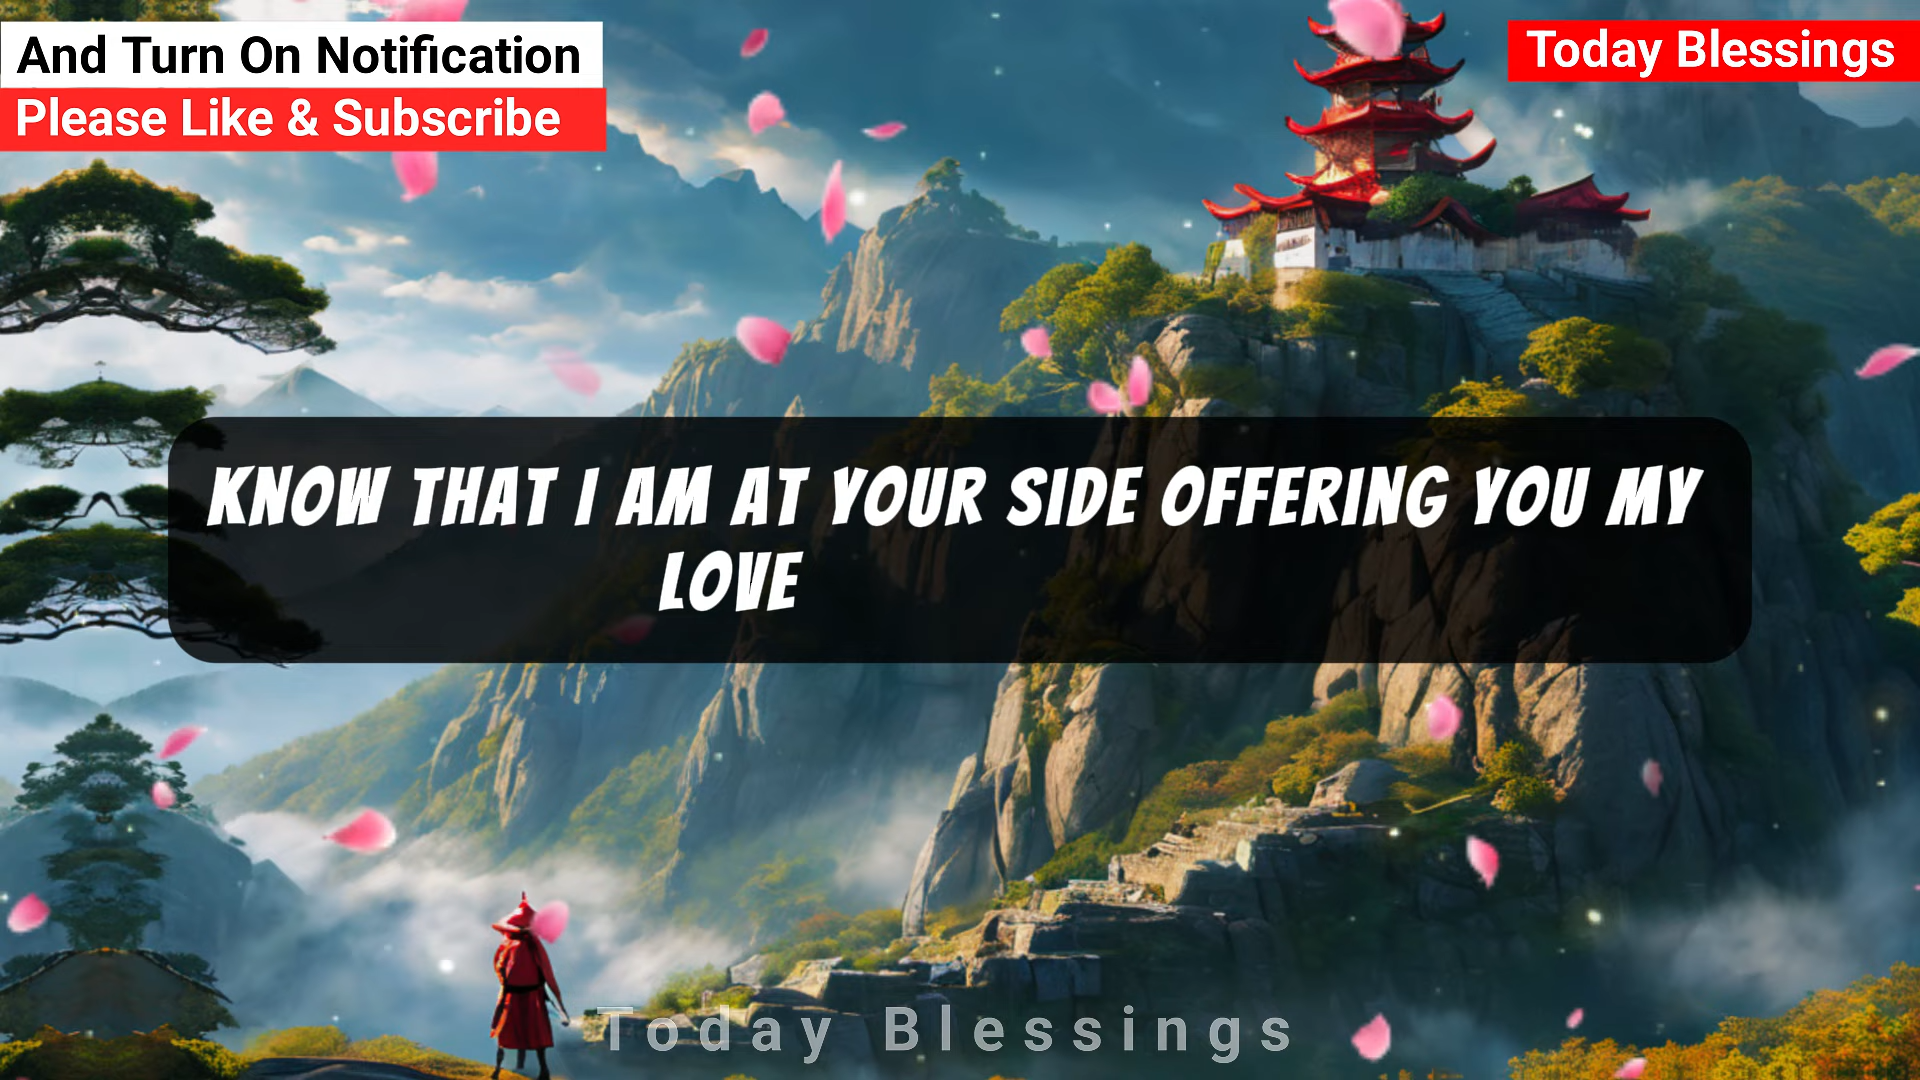 And Turn On Notification
Please Like & Subscribe
Today Blessings
KNOW THAT I AM AT YOUR SIDE OFFERING YOU MY
LOVE
Today Blessings